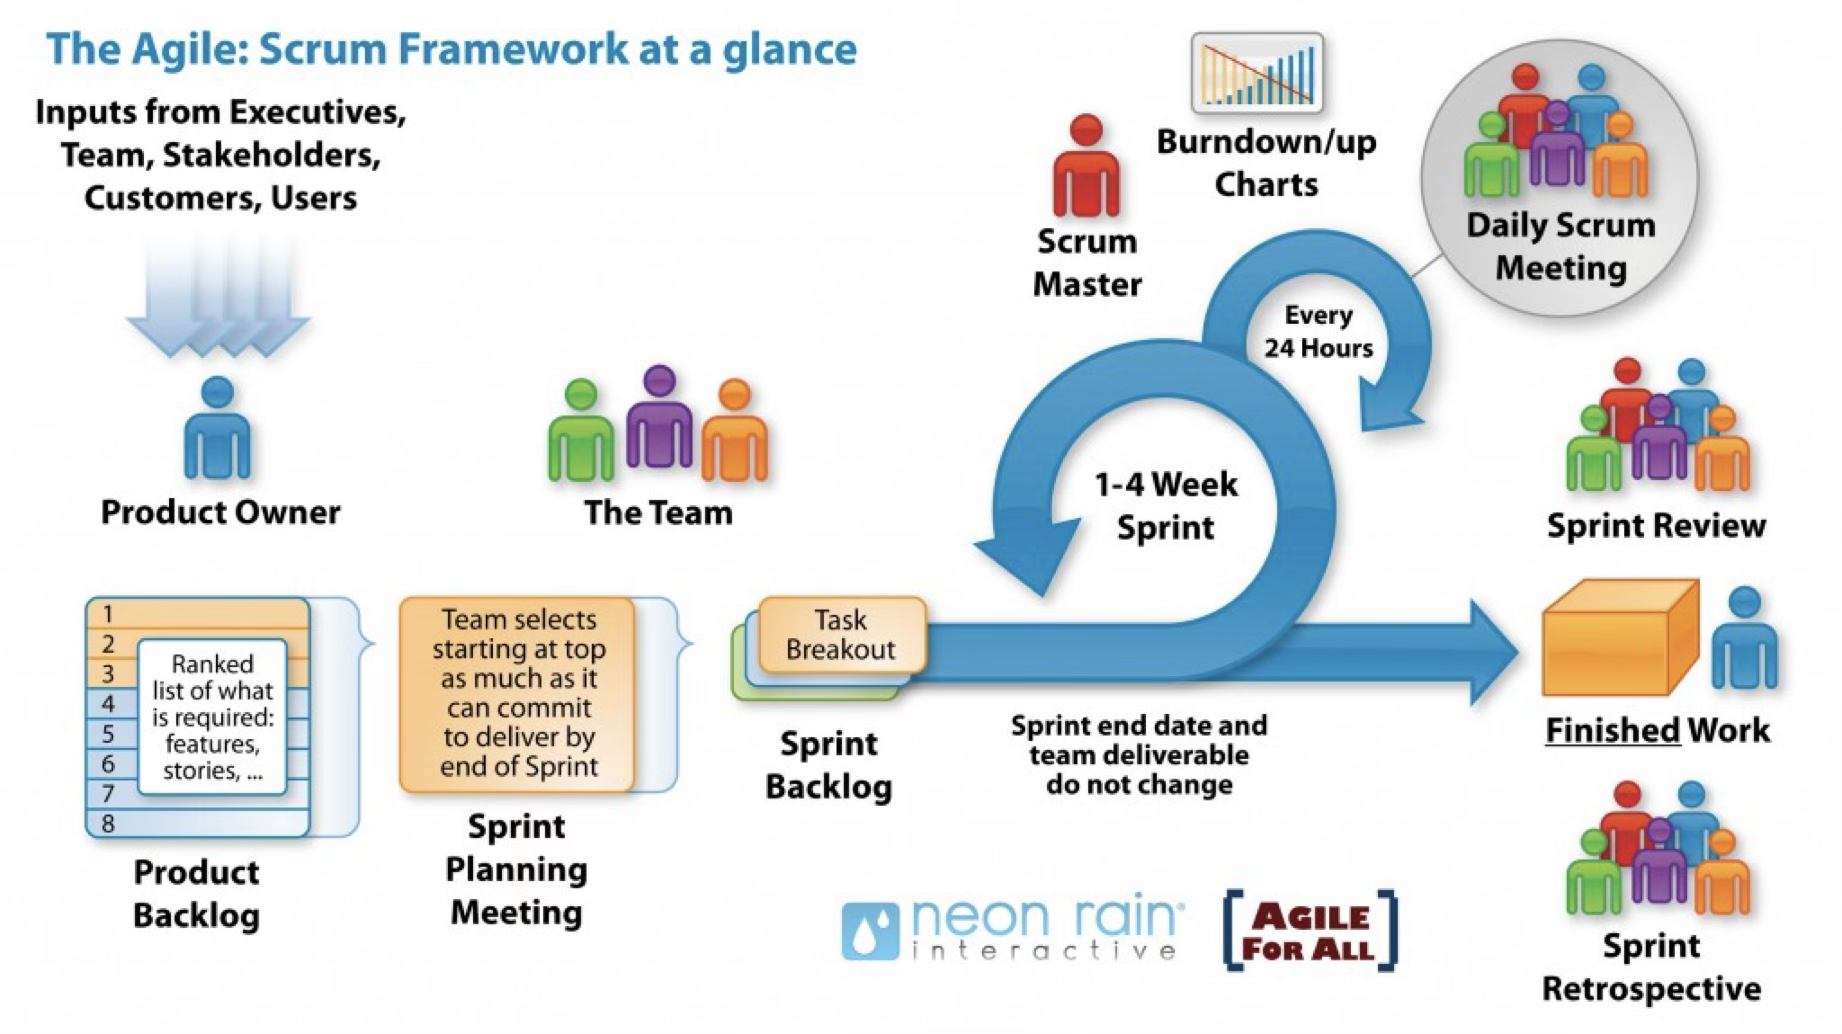 The Agile: Scrum Framework at a glance
Inputs from Executives,
Team, Stakeholders,
Customers, Users
Product Owner
The Team
Scrum
Master
Burndown/up
Charts
Daily Scrum
Meeting
Every
24 Hours
1-4 Week
Sprint
Sprint Review
1
2
3
4
5
6
7
8
Ranked
list of what
is required:
features,
stories, ...
Product
Backlog
Team selects
starting at top
as much as it
can commit
to deliver by
end of Sprint
Sprint
Planning
Meeting
Task
Breakout
Sprint
Backlog
Sprint end date and
team deliverable
do not change
Finished Work
Sprint
Retrospective
neon rain
interactive
AGILE
FOR ALL